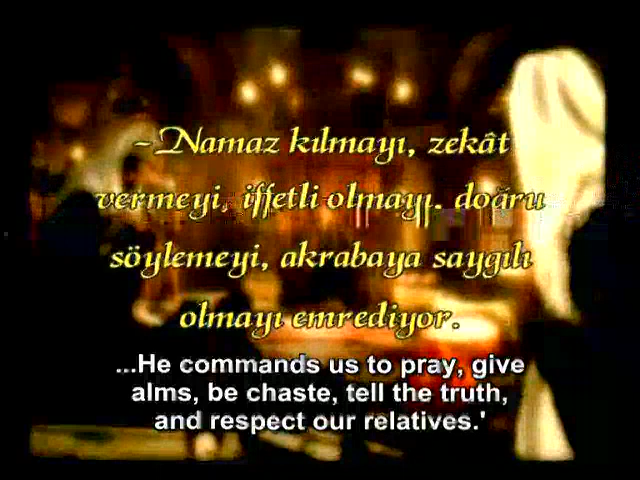 -Namaz kılmayı, zekât
vermeyi, iffetli olmayı. doğru
söylemeyi, akrabaya saygılı
olmayı emrediyor.
...He commands us to pray, give
alms, be chaste, tell the truth,
and respect our relatives.'